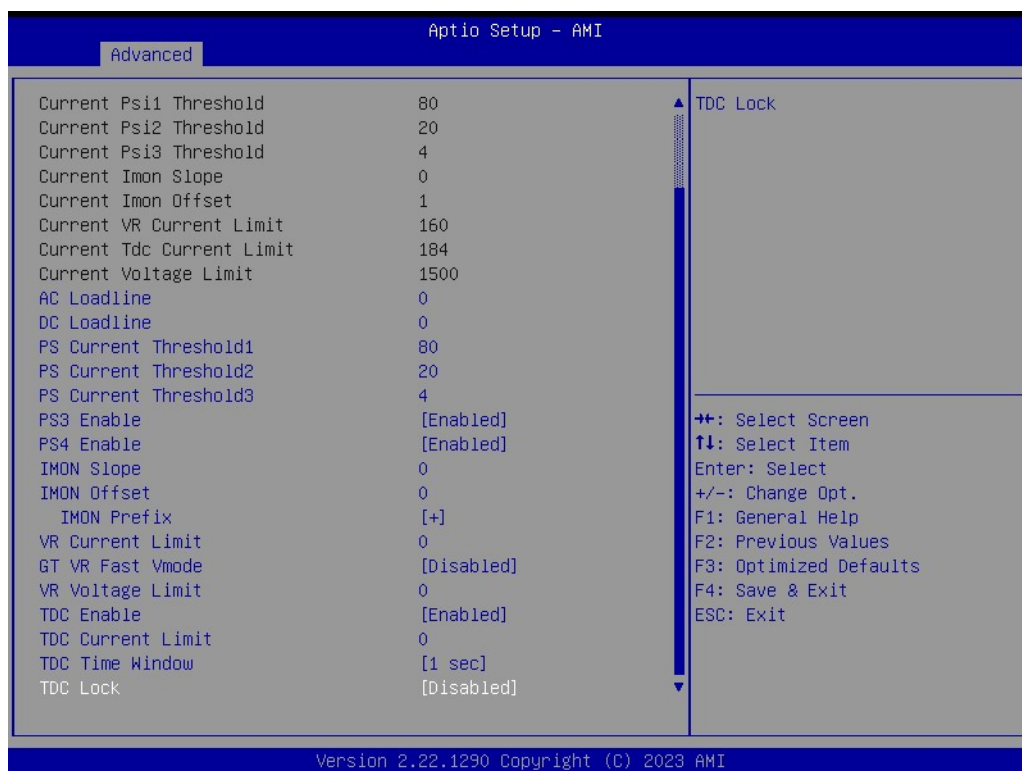 Aptio Setup – AMI
Advanced
Current Psi1 Threshold 80
Current Psi2 Threshold 20
Current Psi3 Threshold 4
Current Imon Slope 0
Current Imon Offset 1
Current VR Current Limit 160
Current Tdc Current Limit 184
Current Voltage Limit 1500
AC Loadline 0
DC Loadline 0
PS Current Threshold1 80
PS Current Threshold2 20
PS Current Threshold3 4
PS3 Enable [Enabled]
PS4 Enable [Enabled]
IMON Slope 0
IMON Offset 0
IMON Prefix [+]
VR Current Limit 0
GT VR Fast Vmode [Disabled]
VR Voltage Limit 0
TDC Enable [Enabled]
TDC Current Limit 0
TDC Time Window [1 sec]
TDC Lock [Disabled]
TDC Lock
→←: Select Screen
↑↓: Select Item
Enter: Select
+/-: Change Opt.
F1: General Help
F2: Previous Values
F3: Optimized Defaults
F4: Save & Exit
ESC: Exit
Version 2.22.1290 Copyright (C) 2023 AMI